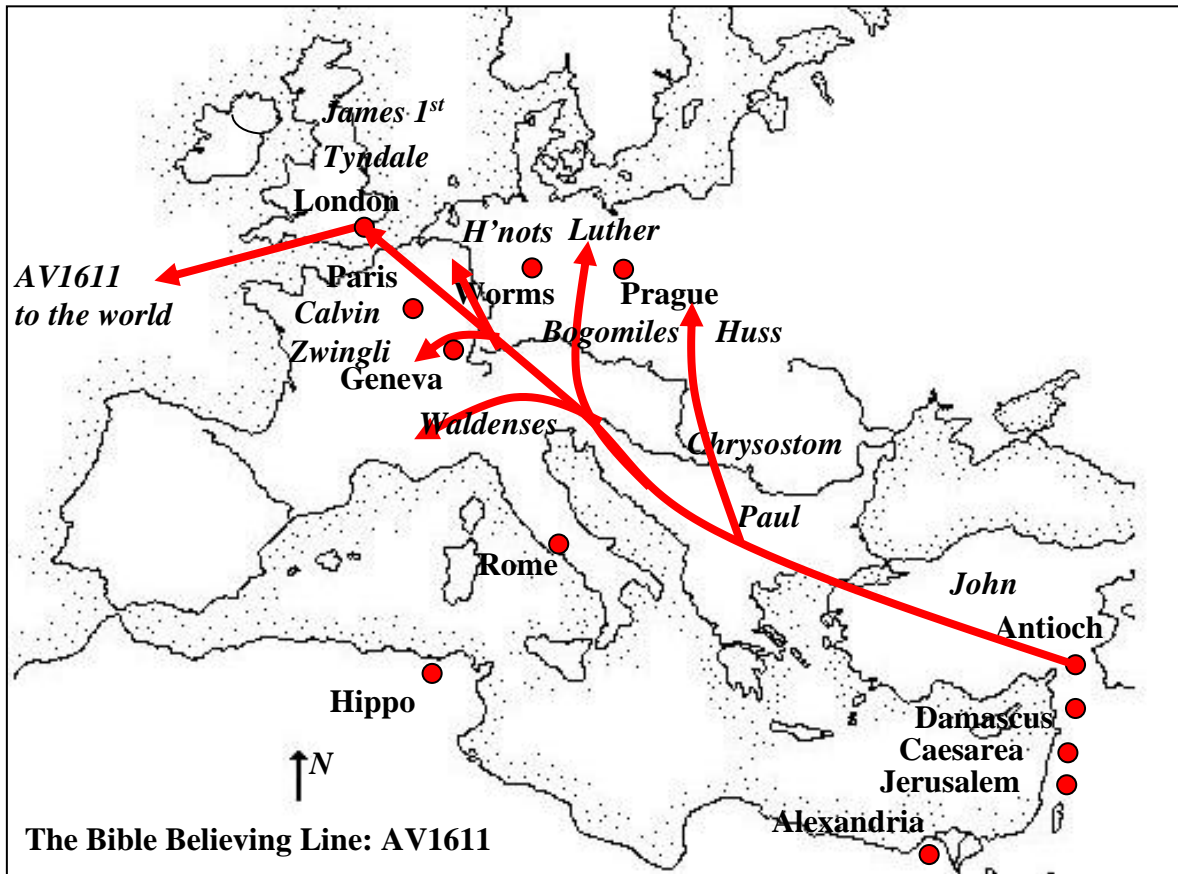 James 1st
Tyndale
London
H'nots
Luther
AV1611
to the world
Paris
Worms
Prague
Calvin
Bogomiles
Huss
Zwingli
Geneva
Waldenses
Chrysostom
Paul
Rome
John
Antioch
Hippo
Damascus
Caesarea
N
Jerusalem
Alexandria
The Bible Believing Line: AV1611